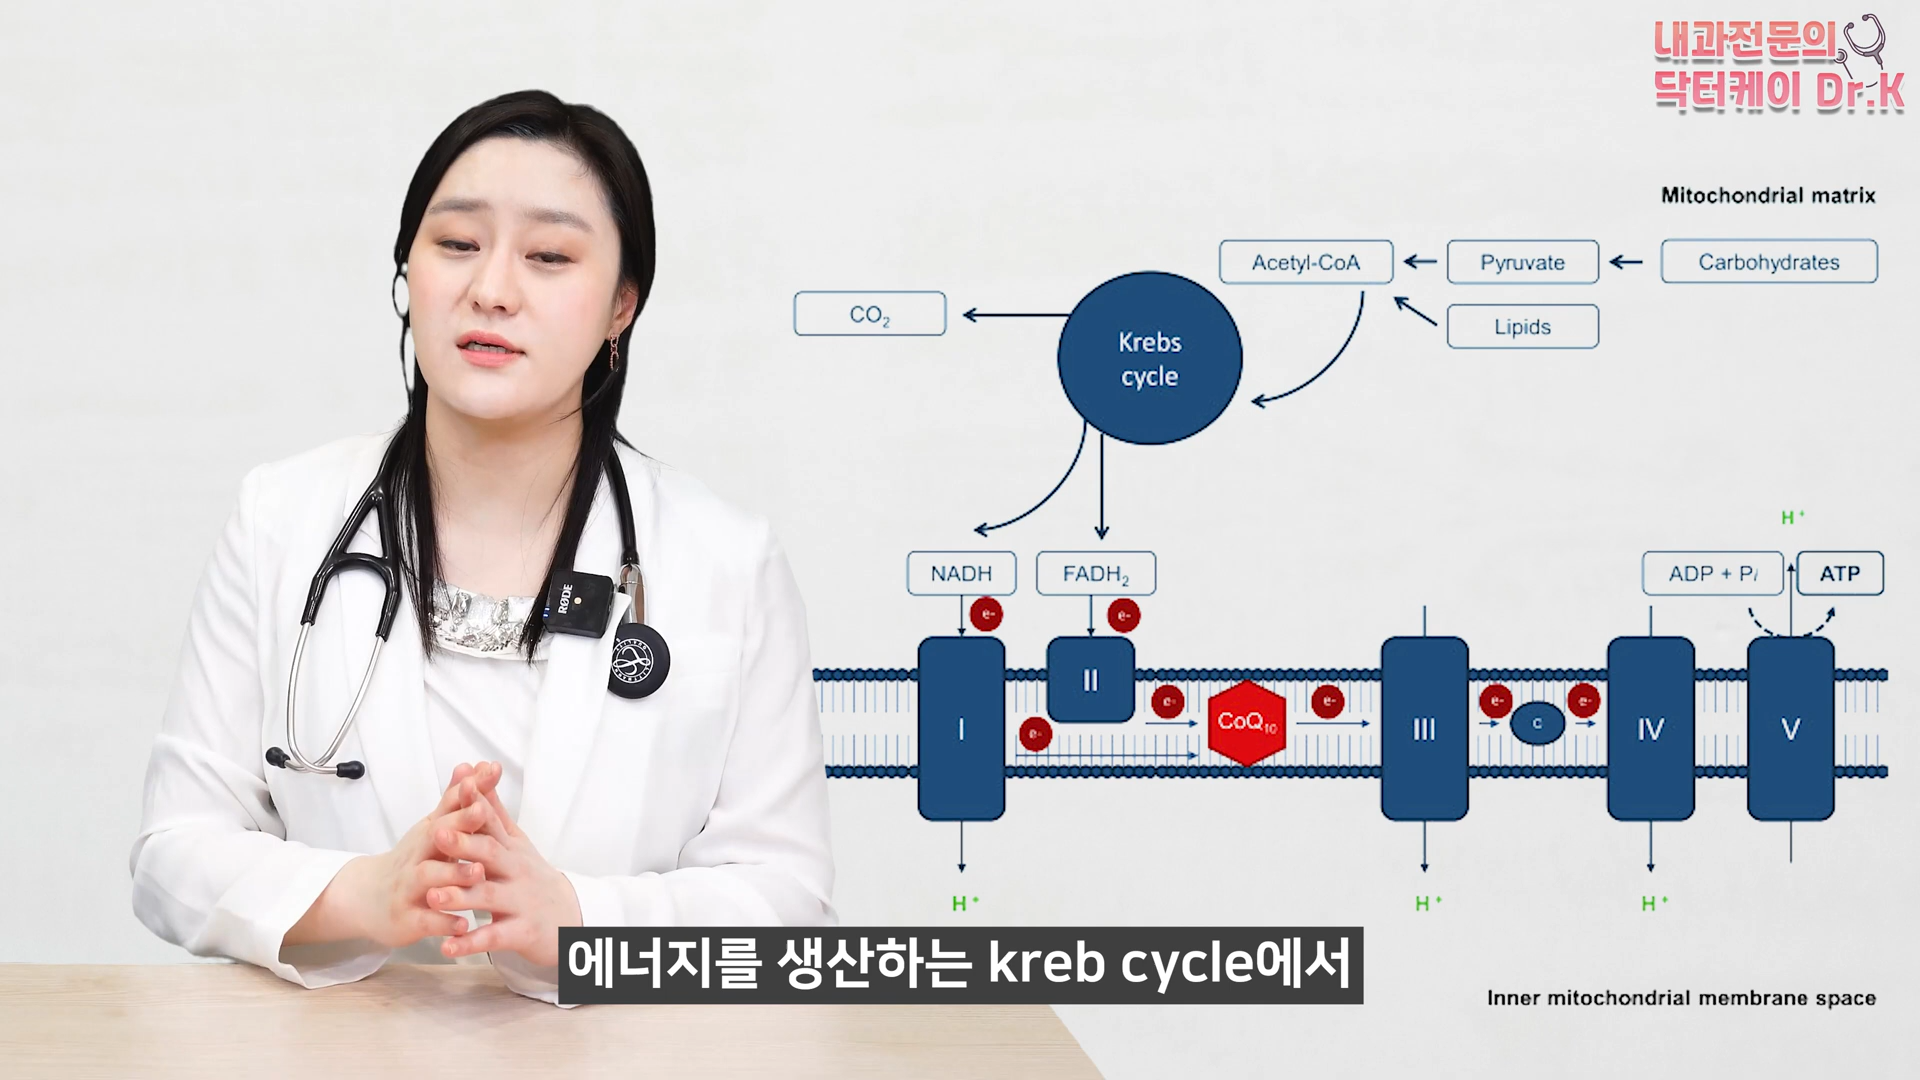 내과전문의
닥터케이 Dr.K
Mitochondrial matrix
Acetyl-CoA
Pyruvate
Carbohydrates
Lipids
CO₂
Krebs
cycle
H⁺
NADH
FADH₂
ADP + Pi
ATP
e-
e-
RØDE
I
II
e-
e-
CoQ₁₀
e-
III
e-
c
e-
IV
V
H⁺
H⁺
H⁺
에너지를 생산하는 kreb cycle에서
Inner mitochondrial membrane space